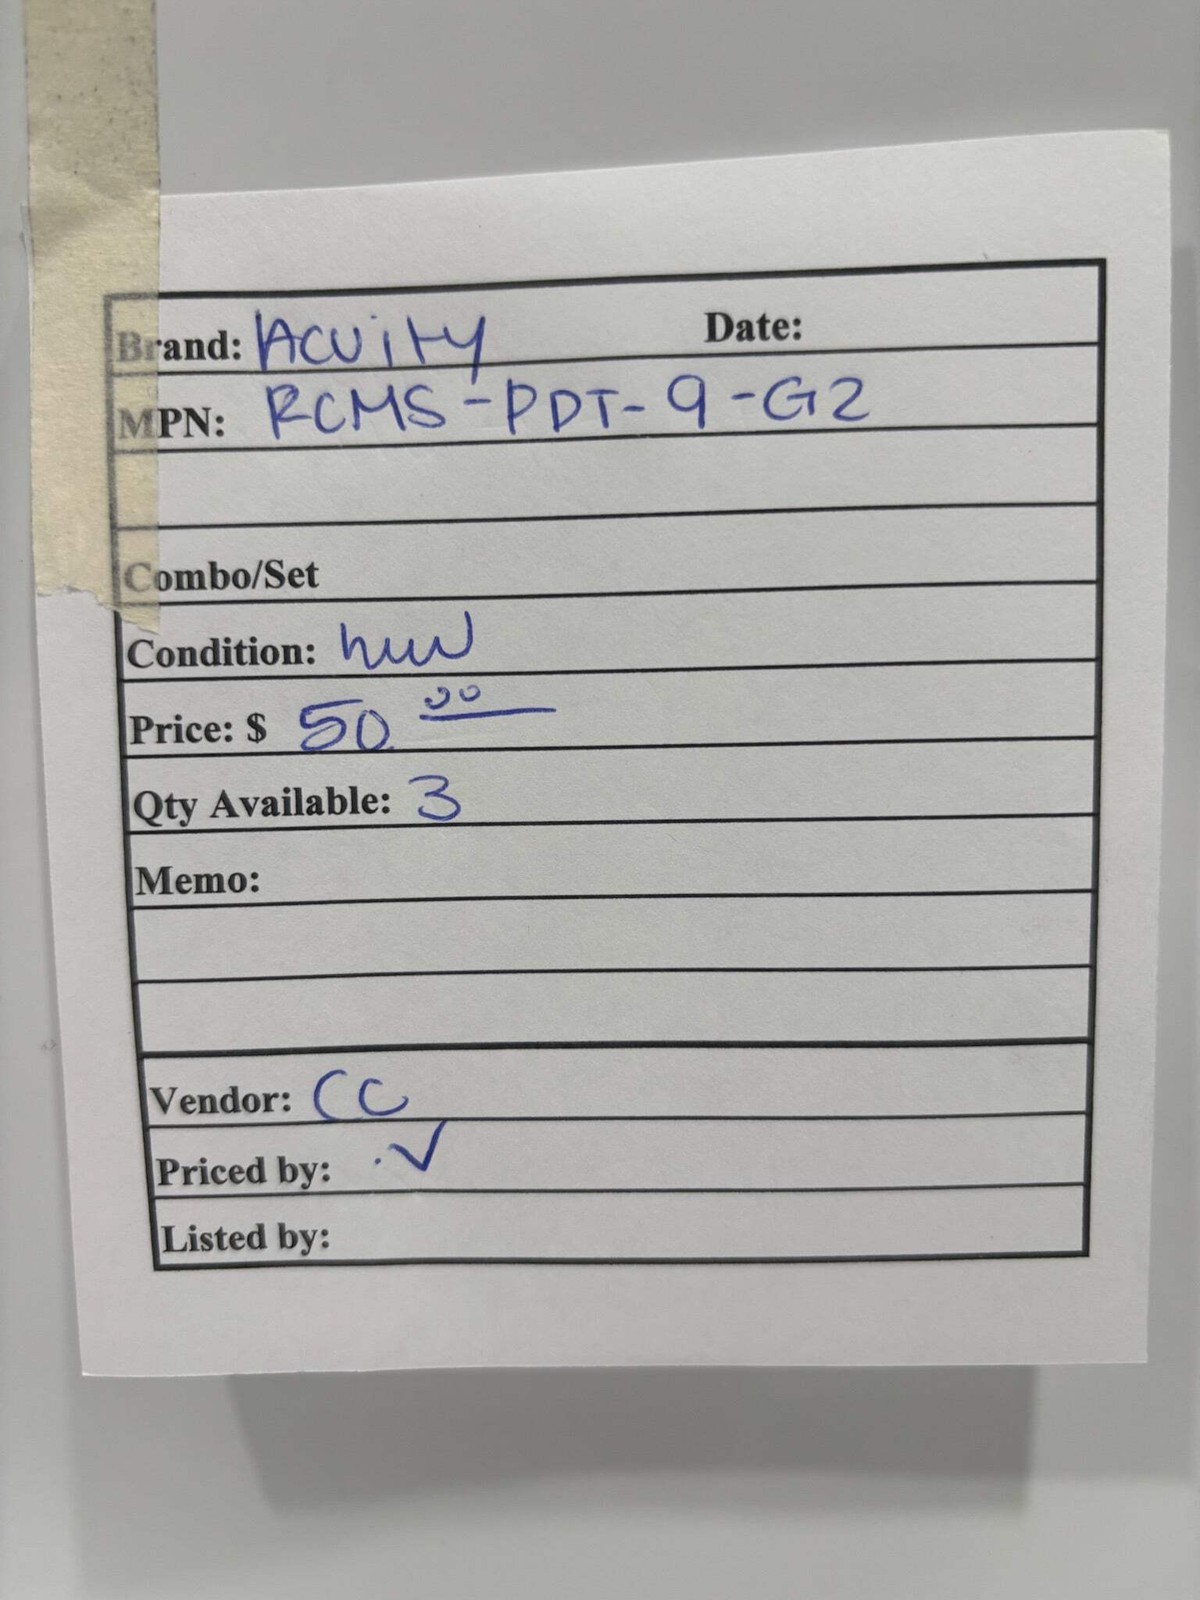 Brand: Acuity Date:
MPN: RCMS-PDT-9-G2
Combo/Set
Condition: new
Price: $ 50 00
Qty Available: 3
Memo:
Vendor: CC
Priced by: ✓
Listed by: